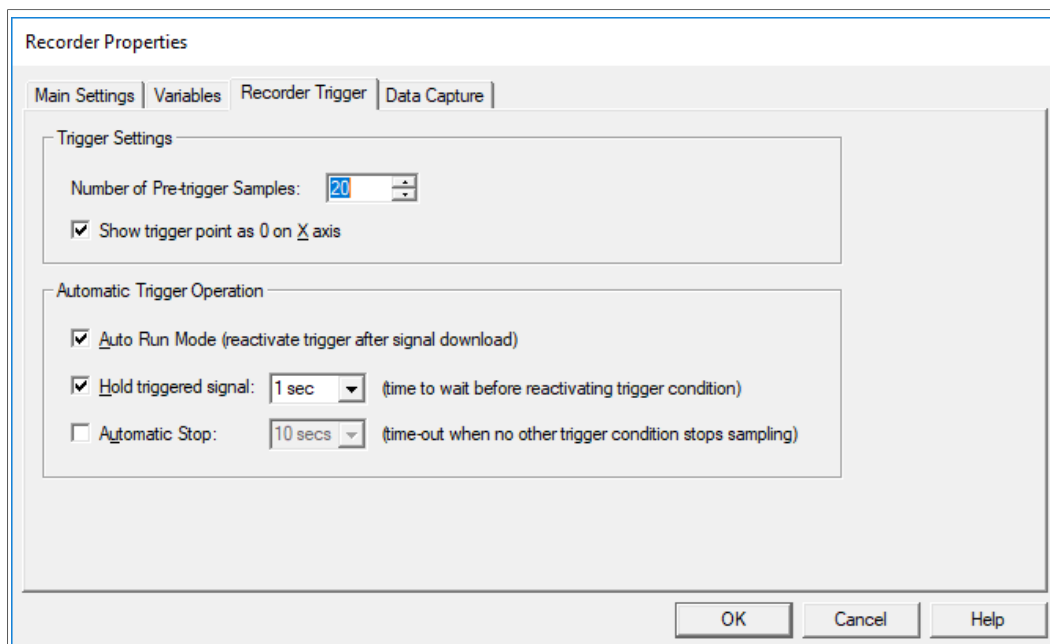 Recorder Properties
Main Settings Variables Recorder Trigger Data Capture
Trigger Settings
Number of Pre-trigger Samples: 20
Show trigger point as 0 on X axis
Automatic Trigger Operation
Auto Run Mode (reactivate trigger after signal download)
Hold triggered signal: 1 sec (time to wait before reactivating trigger condition)
Automatic Stop: 10 secs (time-out when no other trigger condition stops sampling)
OK Cancel Help